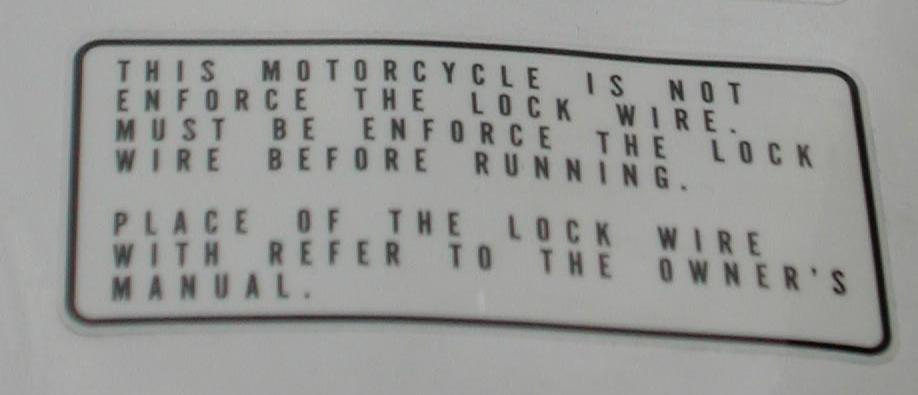 THIS MOTORCYCLE IS NOT
ENFORCE THE LOCK WIRE.
MUST BE ENFORCE THE LOCK
WIRE BEFORE RUNNING.
PLACE OF THE LOCK WIRE
WITH REFER TO THE OWNER'S
MANUAL.